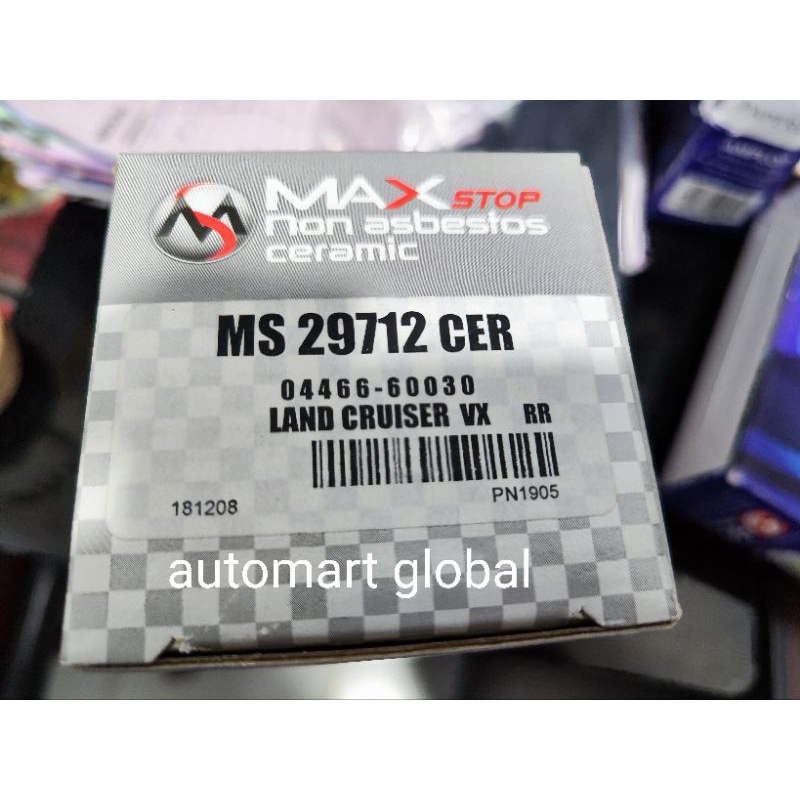 MAX STOP
non asbestos
ceramic
MS 29712 CER
04466-60030
LAND CRUISER VX RR
181208
PN1905
automart global